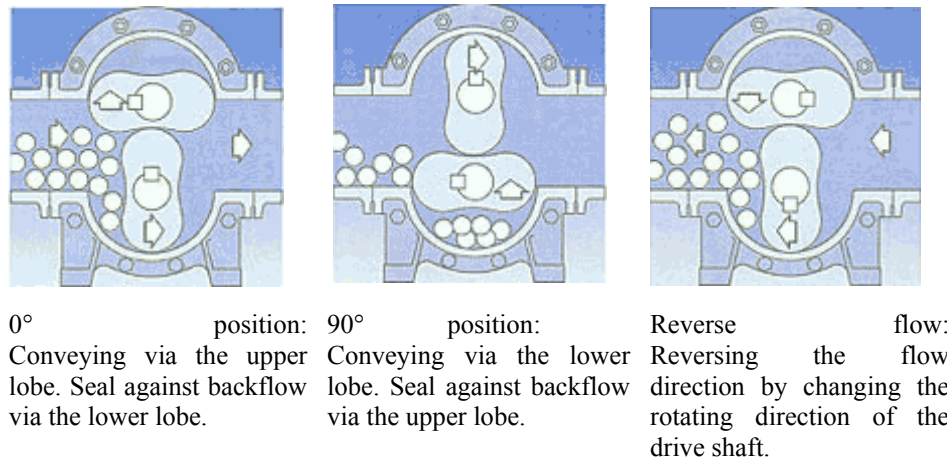 0° position:
Conveying via the upper
lobe. Seal against backflow
via the lower lobe.
90° position:
Conveying via the lower
lobe. Seal against backflow
via the upper lobe.
Reverse flow:
Reversing the flow
direction by changing the
rotating direction of the
drive shaft.